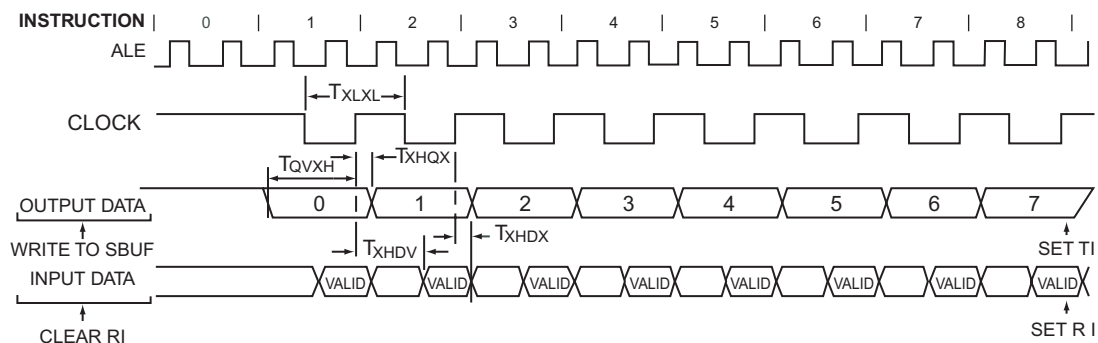 INSTRUCTION | 0 | 1 | 2 | 3 | 4 | 5 | 6 | 7 | 8 |
ALE
TXLXL
CLOCK
TQVXH TXHQX
OUTPUT DATA 0 1 2 3 4 5 6 7
WRITE TO SBUF TXHDV TXHDX SET TI
INPUT DATA VALID VALID VALID VALID VALID VALID VALID VALID
CLEAR RI SET R I